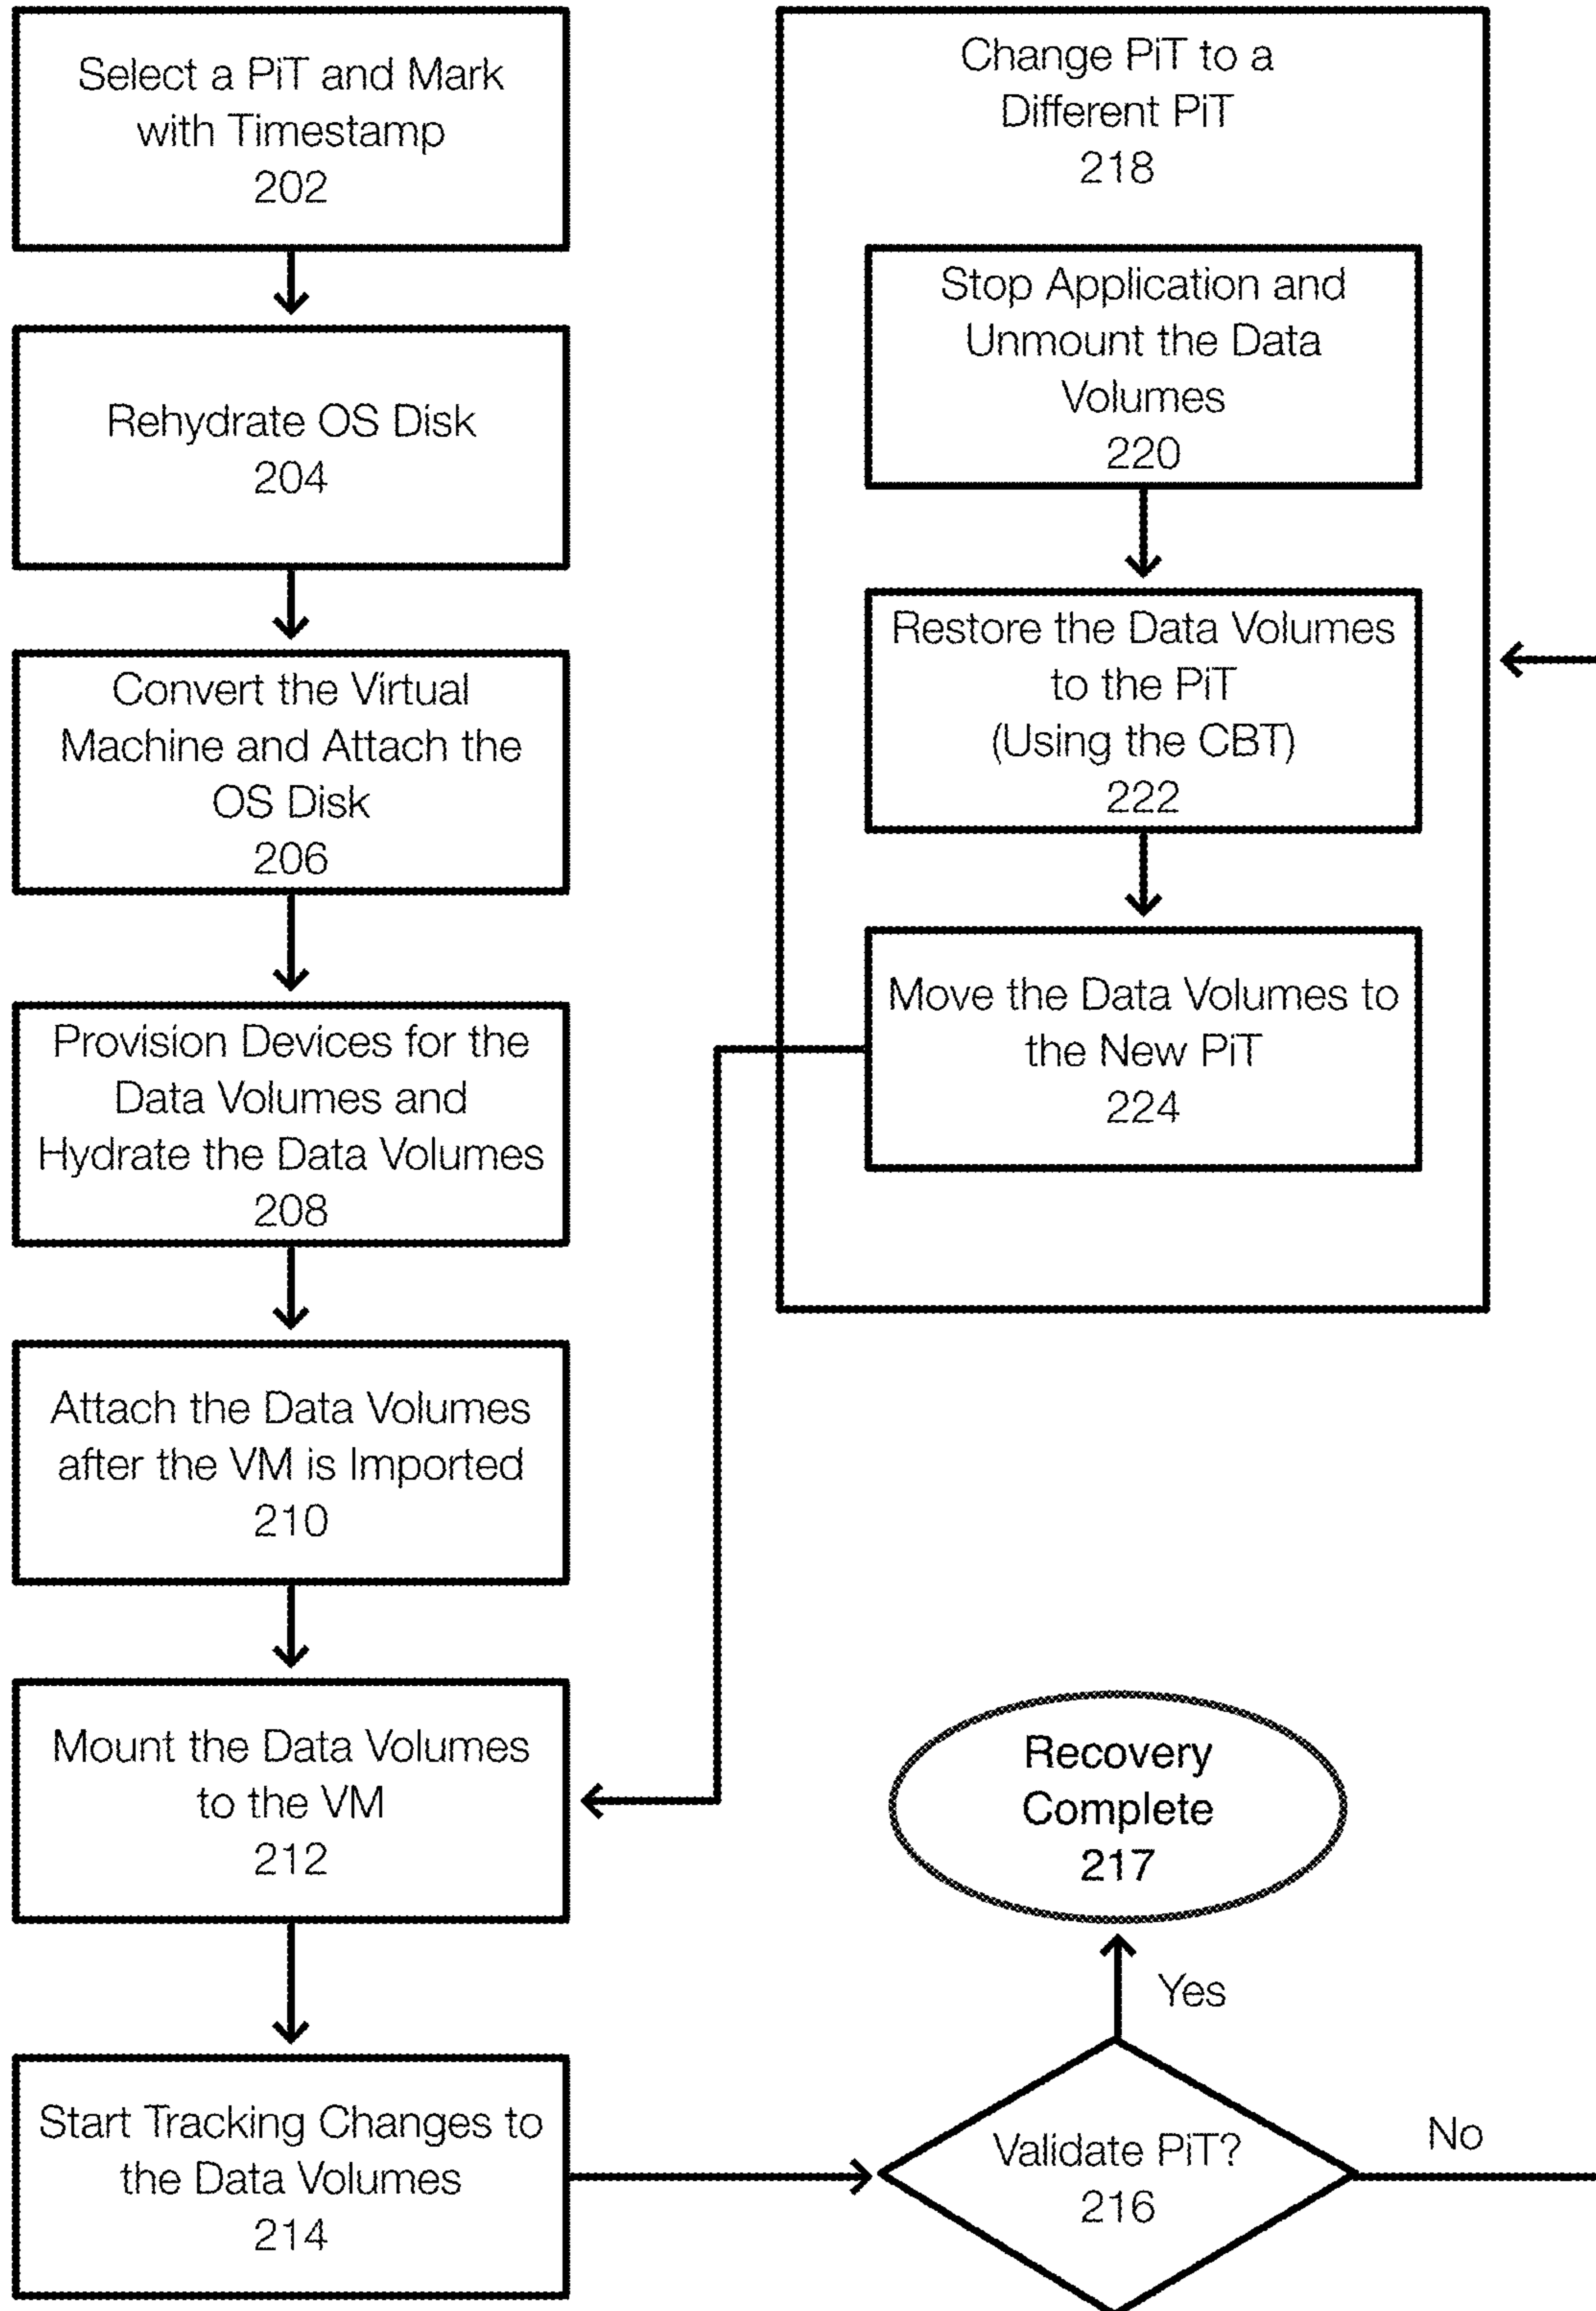 Select a PiT and Mark
with Timestamp
202
Rehydrate OS Disk
204
Convert the Virtual
Machine and Attach the
OS Disk
206
Provision Devices for the
Data Volumes and
Hydrate the Data Volumes
208
Attach the Data Volumes
after the VM is Imported
210
Mount the Data Volumes
to the VM
212
Start Tracking Changes to
the Data Volumes
214
Change PiT to a
Different PiT
218
Stop Application and
Unmount the Data
Volumes
220
Restore the Data Volumes
to the PiT
(Using the CBT)
222
Move the Data Volumes to
the New PiT
224
Recovery
Complete
217
Yes
Validate PiT?
216
No